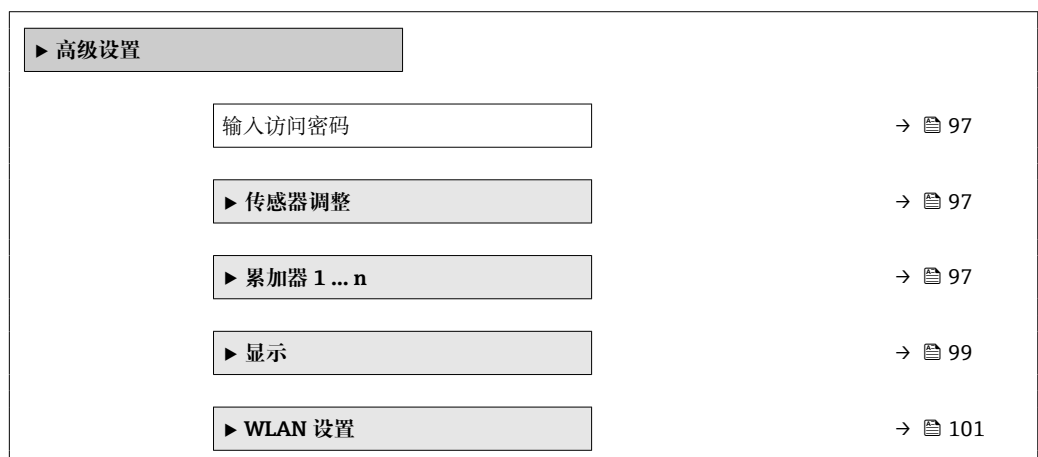 ▶ 高级设置
输入访问密码 → 97
▶ 传感器调整 → 97
▶ 累加器 1 … n → 97
▶ 显示 → 99
▶ WLAN 设置 → 101